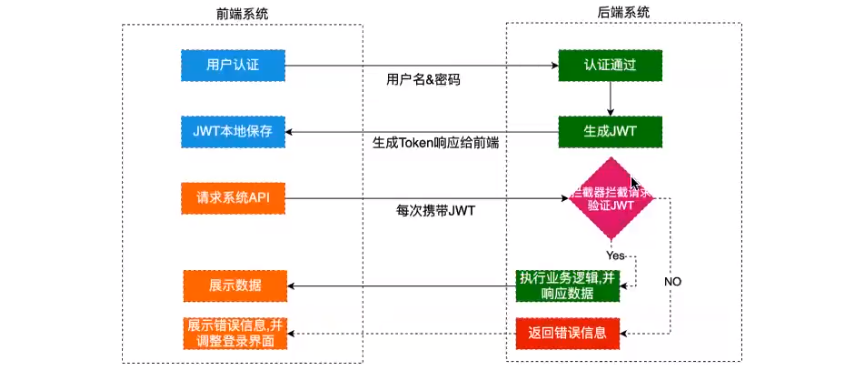 前端系统
后端系统
用户认证
用户名&密码
认证通过
JWT本地保存
生成Token响应给前端
生成JWT
请求系统API
每次携带JWT
拦截器拦截请求
验证JWT
Yes
NO
展示数据
执行业务逻辑,并
响应数据
展示错误信息,并
调整登录界面
返回错误信息